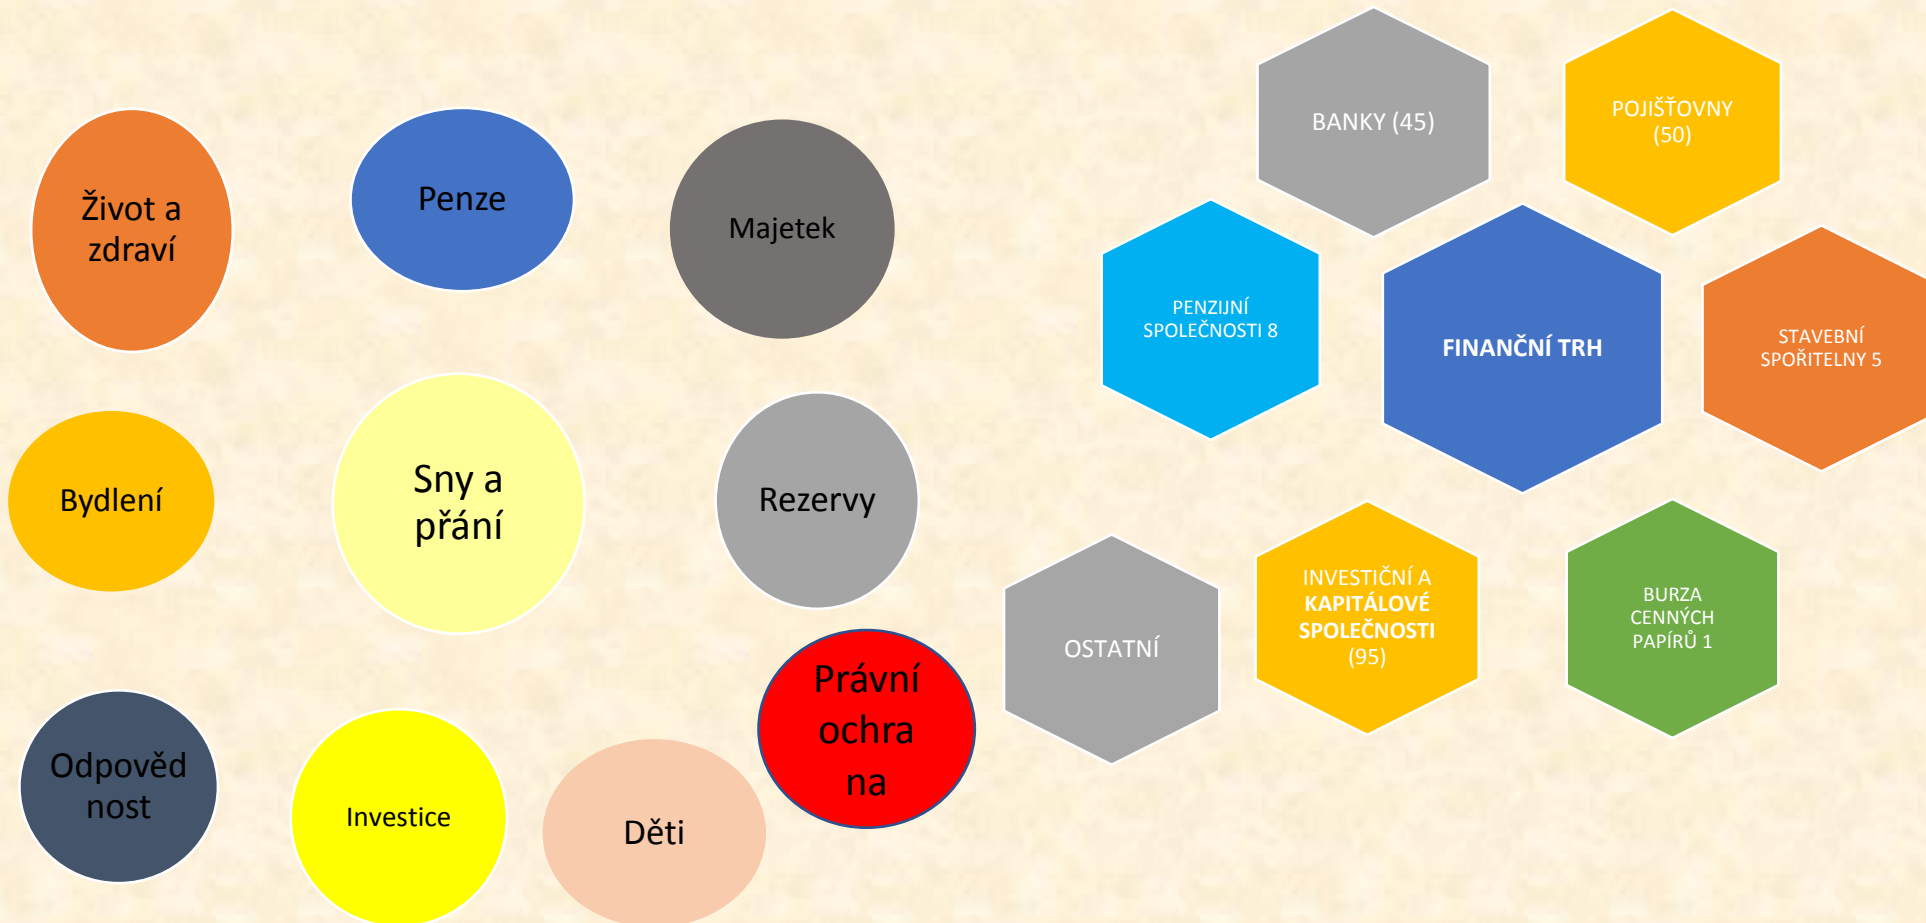 Život a
zdraví
Penze
Majetek
Bydlení
Sny a
přání
Rezervy
Odpověd
nost
Investice
Děti
Právní
ochra
na
BANKY (45)
POJIŠŤOVNY
(50)
PENZIJNÍ
SPOLEČNOSTI 8
FINANČNÍ TRH
STAVEBNÍ
SPOŘITELNY 5
OSTATNÍ
INVESTIČNÍ A
KAPITÁLOVÉ
SPOLEČNOSTI
(95)
BURZA
CENNÝCH
PAPÍRŮ 1